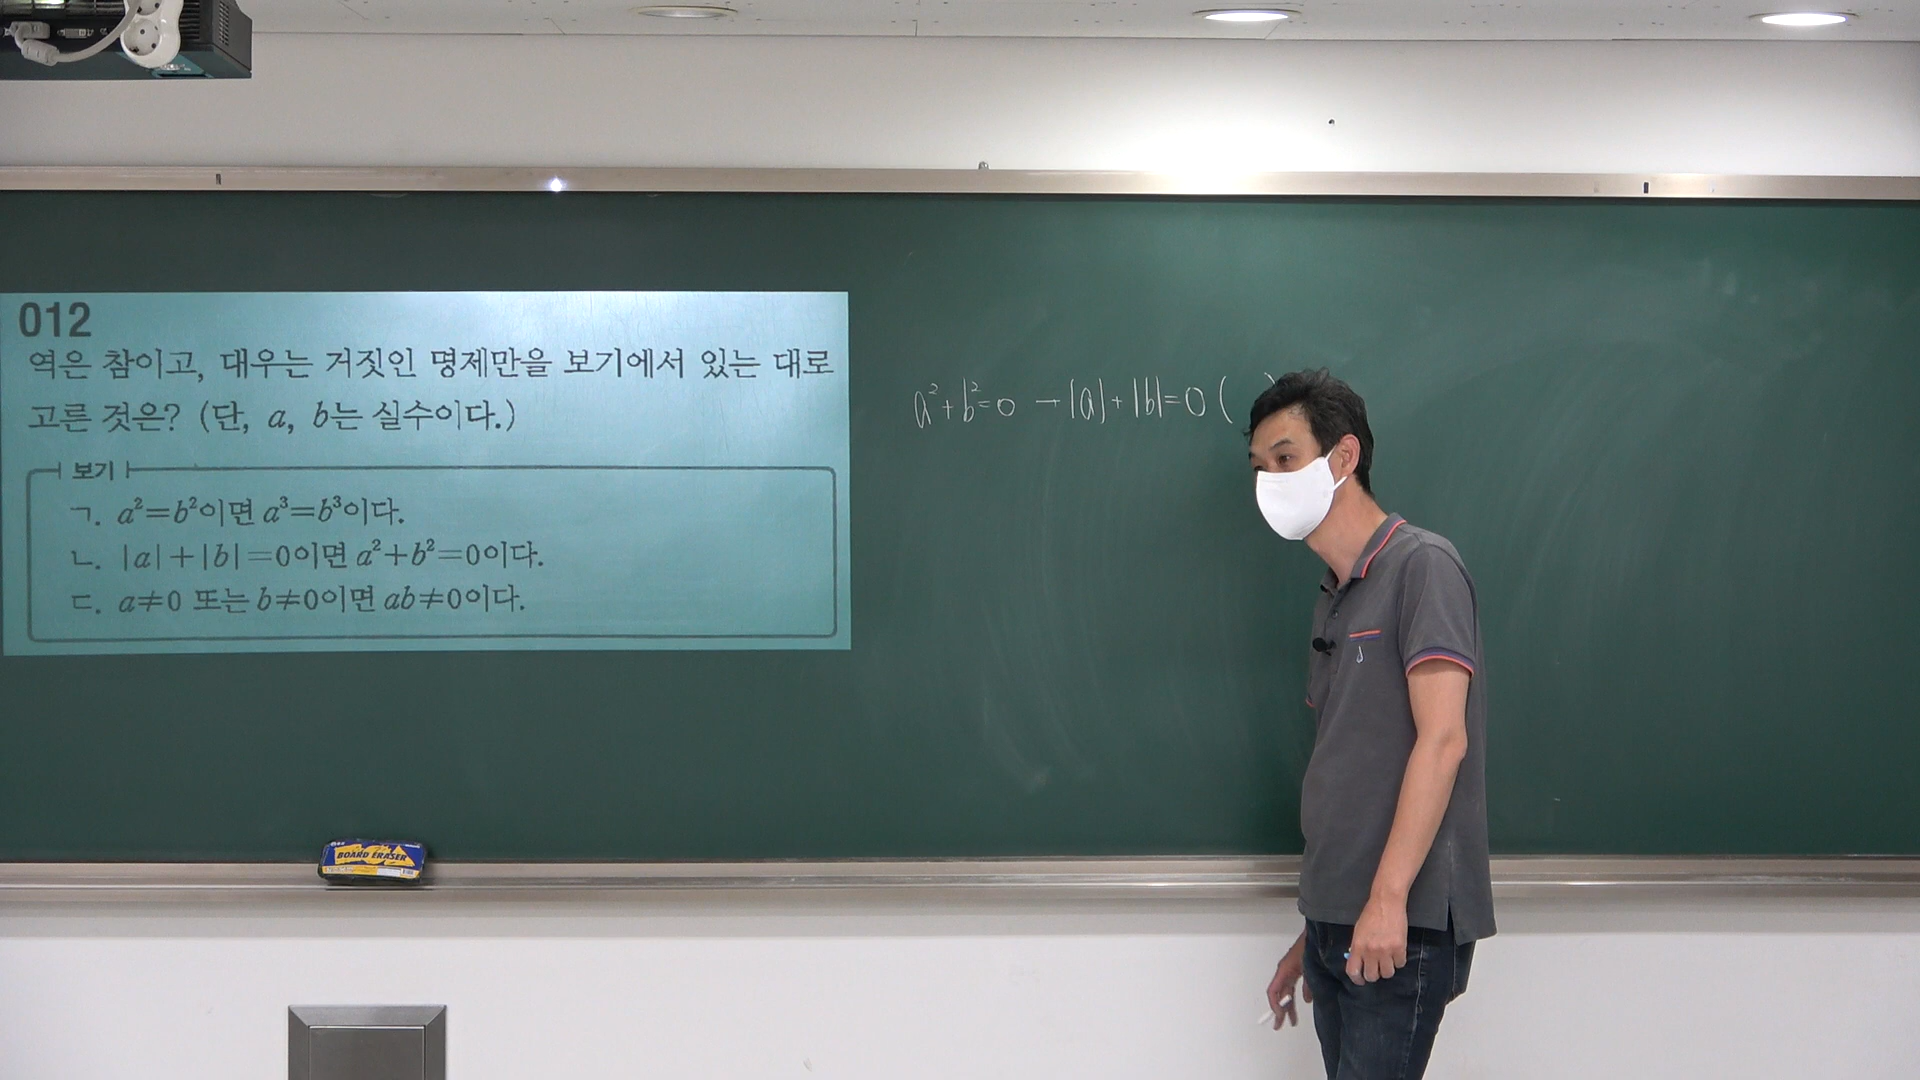 012
역은 참이고, 대우는 거짓인 명제만을 보기에서 있는 대로
고른 것은? (단, a, b는 실수이다.)
보기
ㄱ. a²=b²이면 a³=b³이다.
ㄴ. |a|+|b|=0이면 a²+b²=0이다.
ㄷ. a≠0 또는 b≠0이면 ab≠0이다.
a²+b²=0 → |a|+|b|=0 ( )
BOARD ERASER